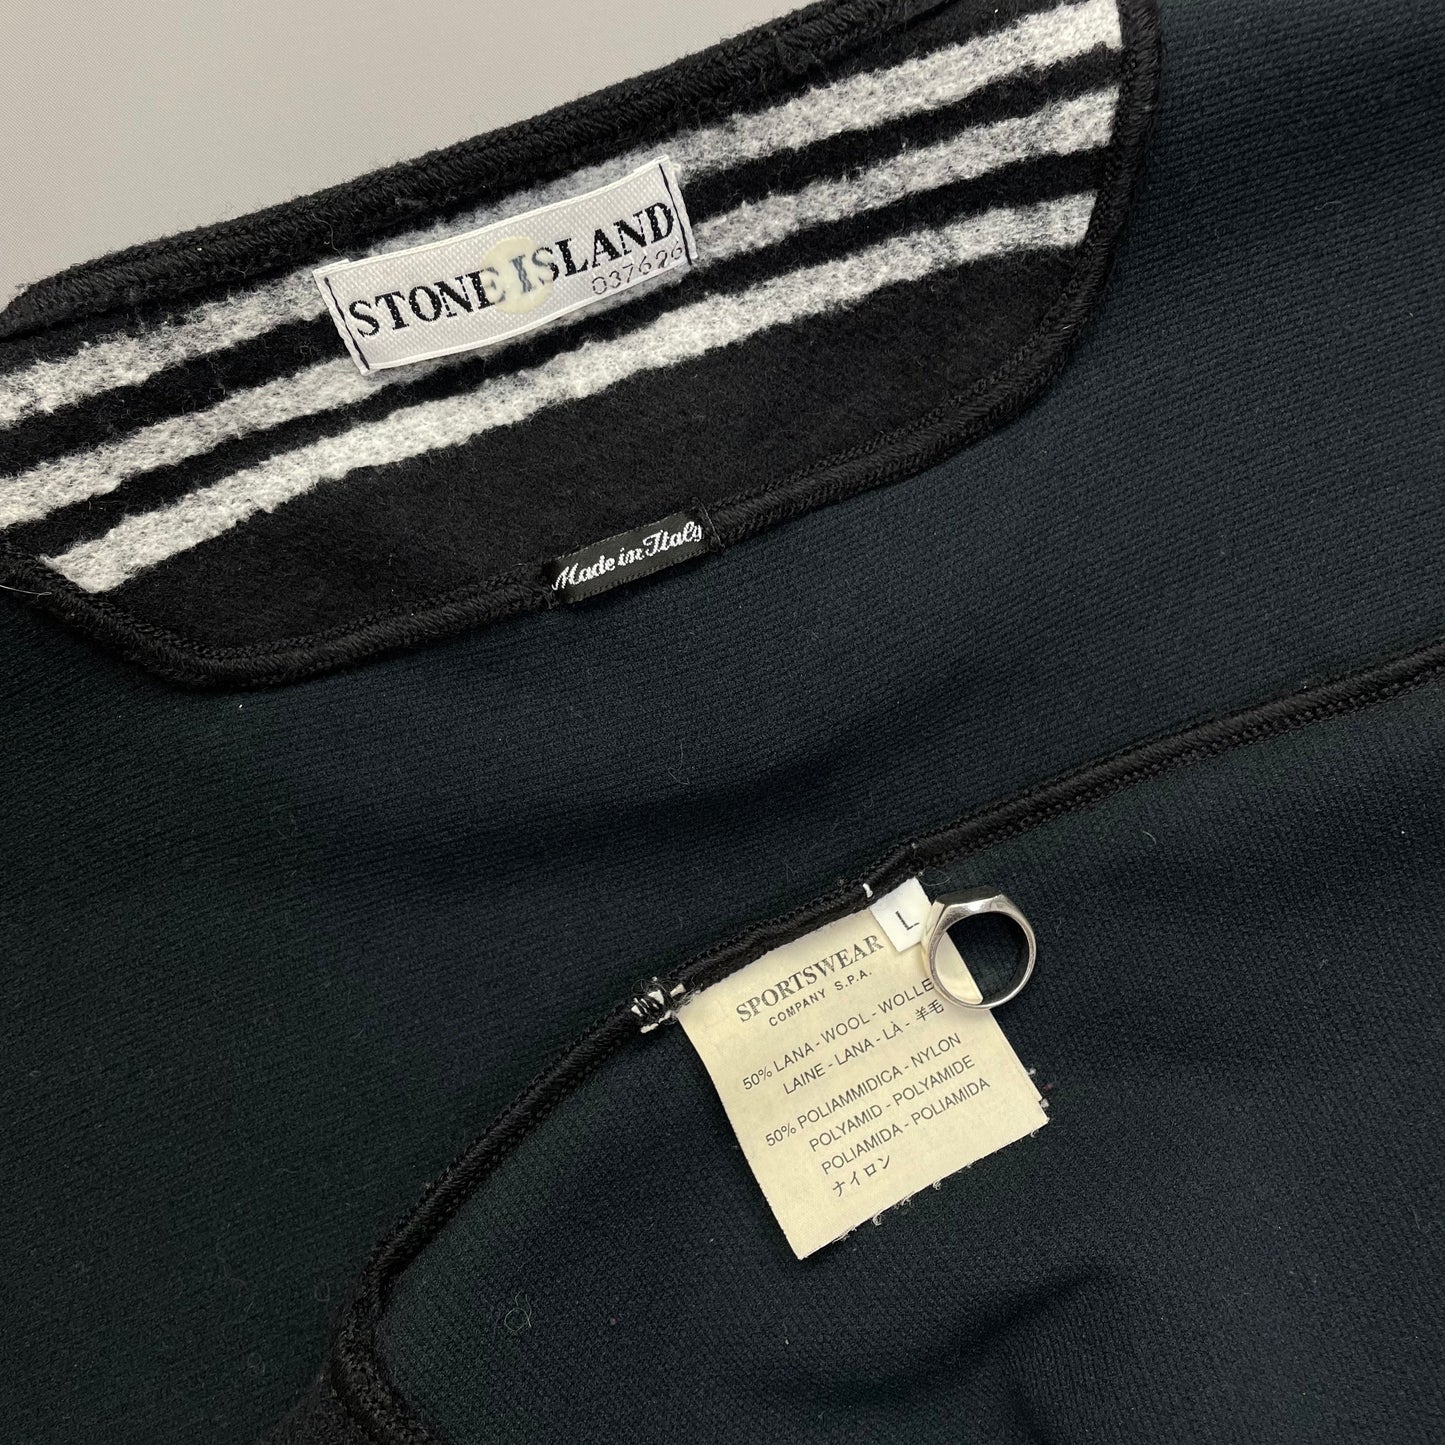 STONE ISLAND
037626
Made in Italy
L
SPORTSWEAR
COMPANY S.P.A.
50% LANA - WOOL - WOLLE
LAINE - LANA - LÀ - 羊毛
50% POLIAMMIDICA - NYLON
POLYAMID - POLYAMIDE
POLIAMIDA - POLIAMIDA
ナイロン